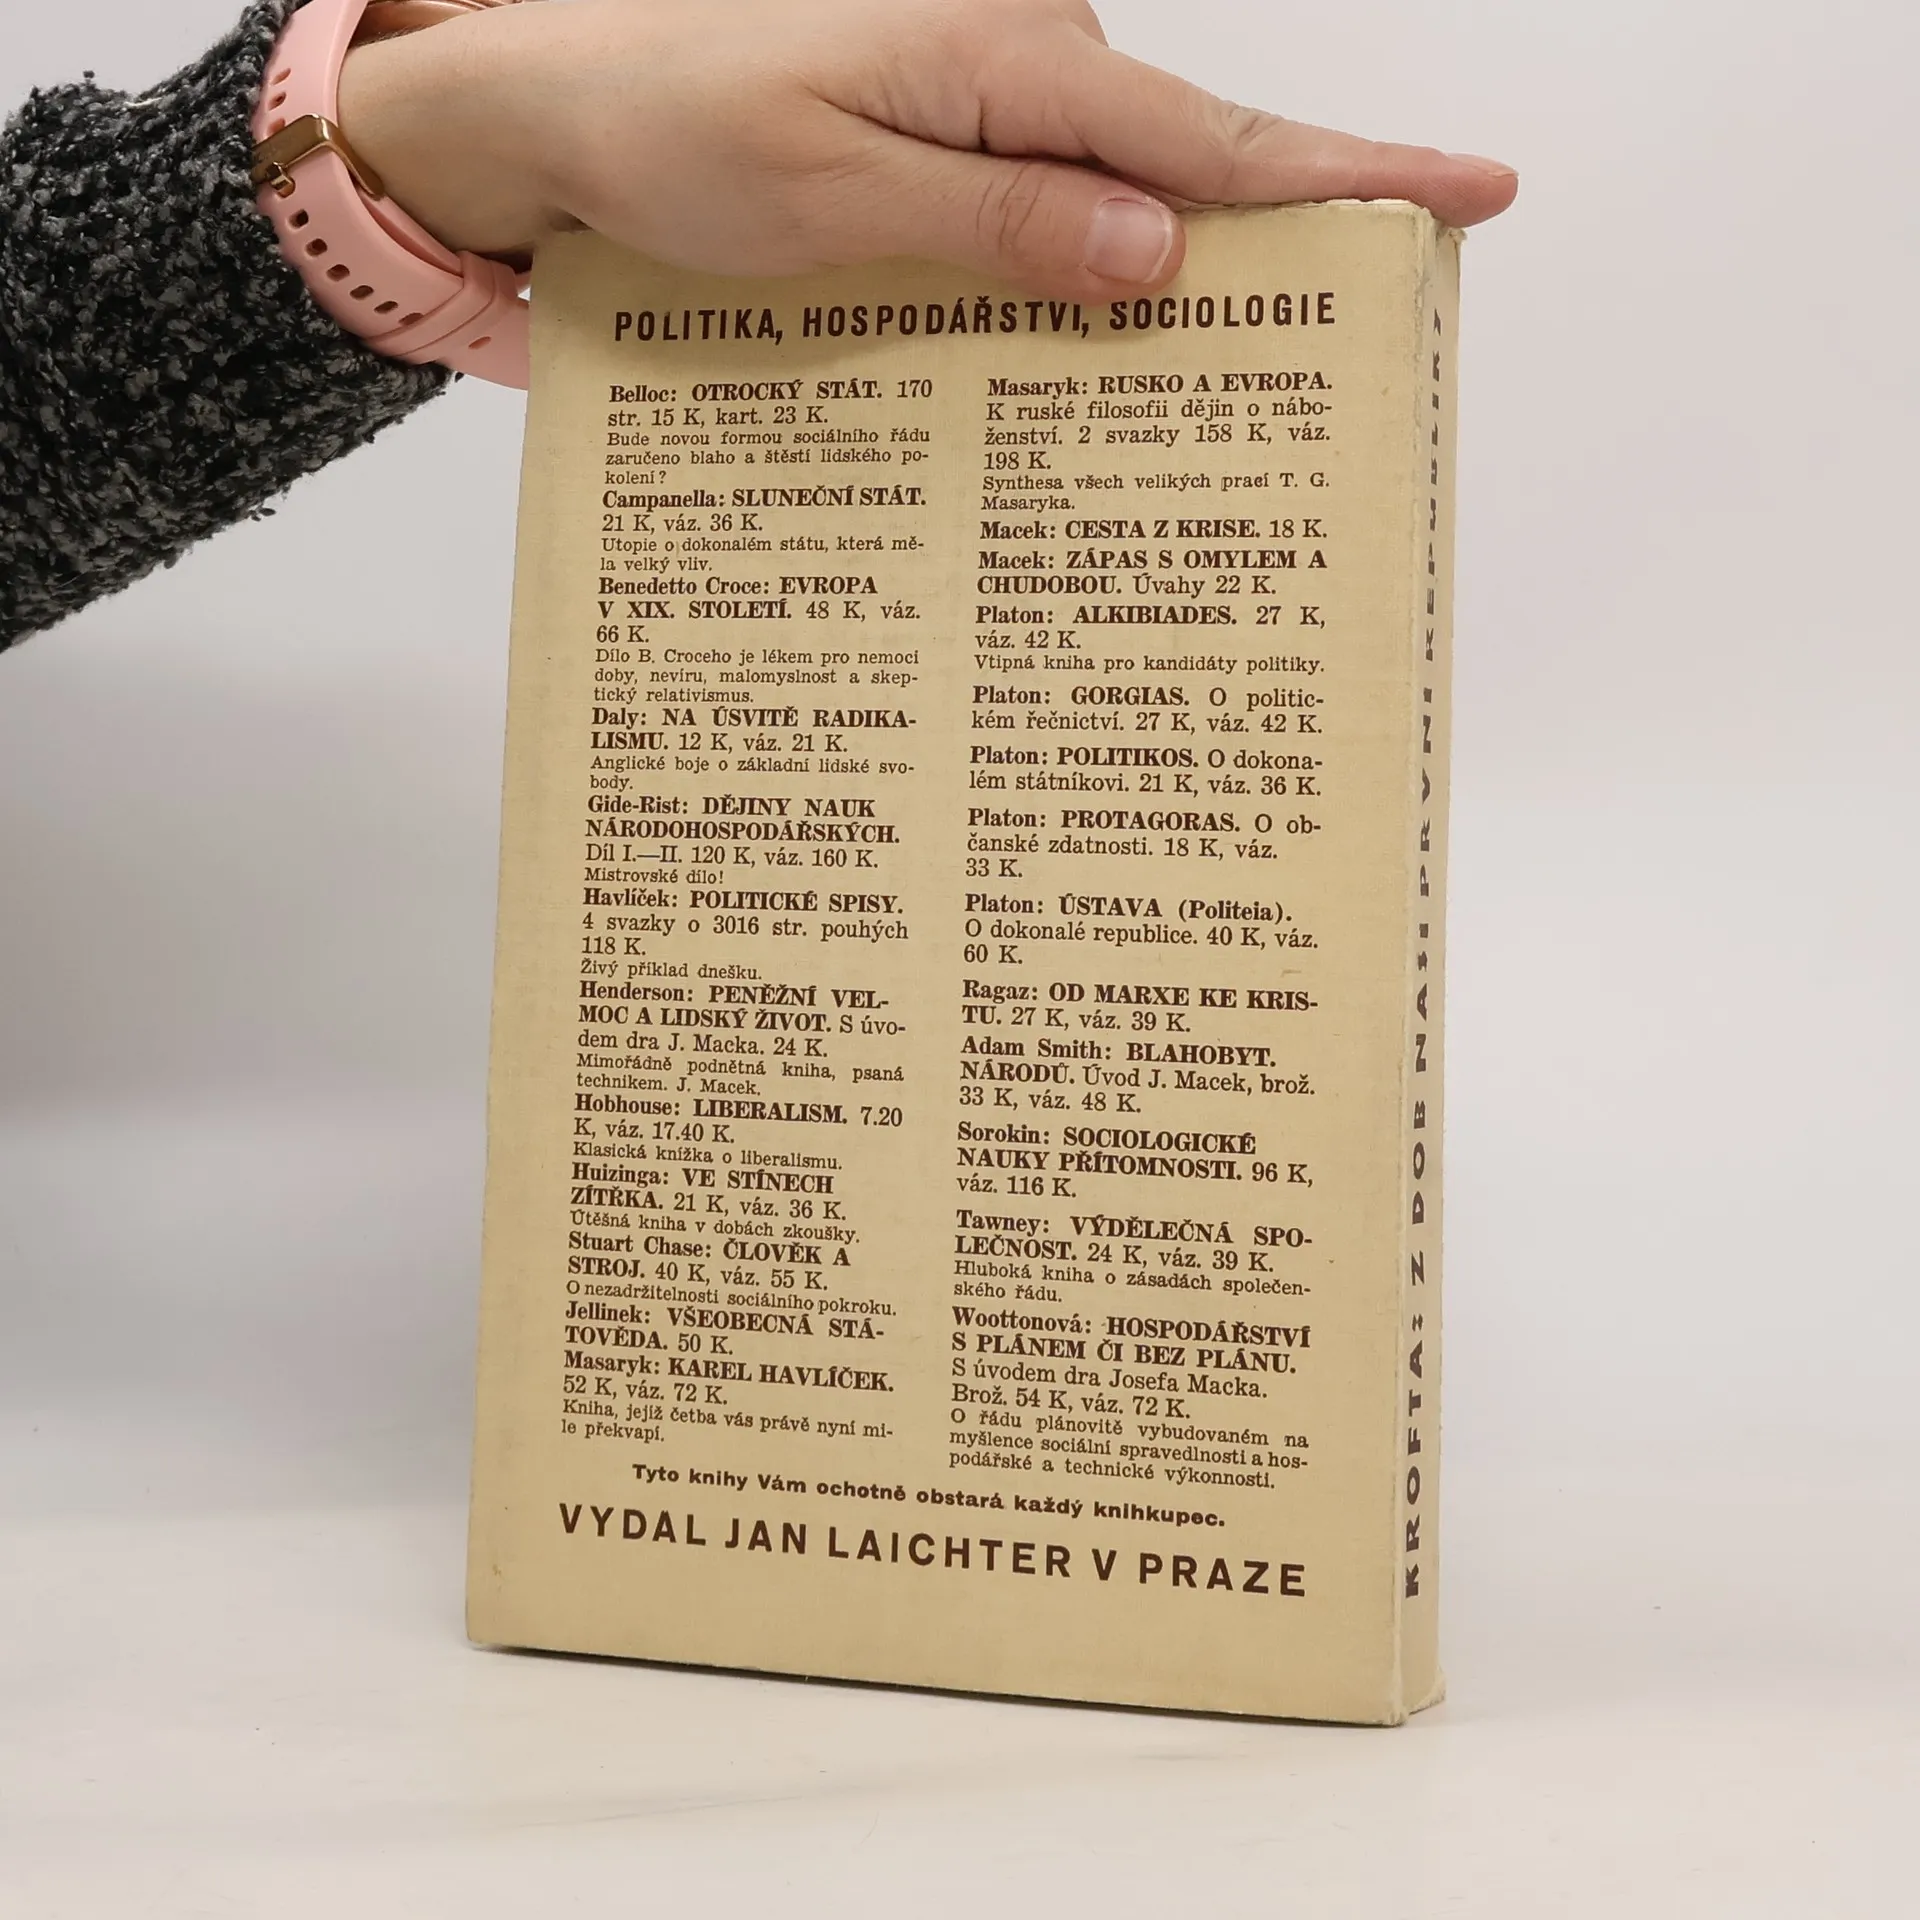 POLITIKA, HOSPODÁŘSTVÍ, SOCIOLOGIE
Belloc: OTROCKÝ STÁT. 170
str. 15 K, kart. 23 K.
Bude novou formou sociálního řádu
zaručeno blaho a štěstí lidského po-
kolení?
Campanella: SLUNEČNÍ STÁT.
21 K, váz. 36 K.
Utopie o dokonalém státu, která mě-
la velký vliv.
Benedetto Croce: EVROPA
V XIX. STOLETÍ. 48 K, váz.
66 K.
Dílo B. Croceho je lékem pro nemoci
doby, nevíru, malomyslnost a skep-
tický relativismus.
Daly: NA ÚSVITĚ RADIKA-
LISMU. 12 K, váz. 21 K.
Anglické boje o základní lidské svo-
body.
Gide-Rist: DĚJINY NAUK
NÁRODOHOSPODÁŘSKÝCH.
Díl I.—II. 120 K, váz. 160 K.
Mistrovské dílo!
Havlíček: POLITICKÉ SPISY.
4 svazky o 3016 str. pouhých
118 K.
Živý příklad dnešku.
Henderson: PENĚŽNÍ VEL-
MOC A LIDSKÝ ŽIVOT. S úvo-
dem dra J. Macka. 24 K.
Mimořádně podnětná kniha, psaná
technikem. J. Macek.
Hobhouse: LIBERALISM. 7.20
K, váz. 17.40 K.
Klasická knížka o liberalismu.
Huizinga: VE STÍNECH
ZÍTŘKA. 21 K, váz. 36 K.
Útěšná kniha v dobách zkoušky.
Stuart Chase: ČLOVĚK A
STROJ. 40 K, váz. 55 K.
O nezadržitelnosti sociálního pokroku.
Jellinek: VŠEOBECNÁ STÁ-
TOVĚDA. 50 K.
Masaryk: KAREL HAVLÍČEK.
52 K, váz. 72 K.
Kniha, jejíž četba vás právě nyní mi-
le překvapí.
Masaryk: RUSKO A EVROPA.
K ruské filosofii dějin o nábo-
ženství. 2 svazky 158 K, váz.
198 K.
Synthesa všech velikých prací T. G.
Masaryka.
Macek: CESTA Z KRISE. 18 K.
Macek: ZÁPAS S OMYLEM A
CHUDOBOU. Úvahy 22 K.
Platon: ALKIBIADES. 27 K,
váz. 42 K.
Vtipná kniha pro kandidáty politiky.
Platon: GORGIAS. O politic-
kém řečnictví. 27 K, váz. 42 K.
Platon: POLITIKOS. O dokona-
lém státníkovi. 21 K, váz. 36 K.
Platon: PROTAGORAS. O ob-
čanské zdatnosti. 18 K, váz.
33 K.
Platon: ÚSTAVA (Politeia).
O dokonalé republice. 40 K, váz.
60 K.
Ragaz: OD MARXE KE KRIS-
TU. 27 K, váz. 39 K.
Adam Smith: BLAHOBYT.
NÁRODŮ. Úvod J. Macek, brož.
33 K, váz. 48 K.
Sorokin: SOCIOLOGICKÉ
NAUKY PŘÍTOMNOSTI. 96 K,
váz. 116 K.
Tawney: VÝDĚLEČNÁ SPO-
LEČNOST. 24 K, váz. 39 K.
Hluboká kniha o zásadách společen-
ského řádu.
Woottonová: HOSPODÁŘSTVÍ
S PLÁNEM ČI BEZ PLÁNU.
S úvodem dra Josefa Macka.
Brož. 54 K, váz. 72 K.
O řádu plánovitě vybudovaném na
myšlence sociální spravedlnosti a hos-
podářské a technické výkonnosti.
Tyto knihy Vám ochotně obstará každý knihkupec.
VYDAL JAN LAICHTER V PRAZE
KROFTA: Z DOB NAŠÍ PRVNÍ REPUBLIKY